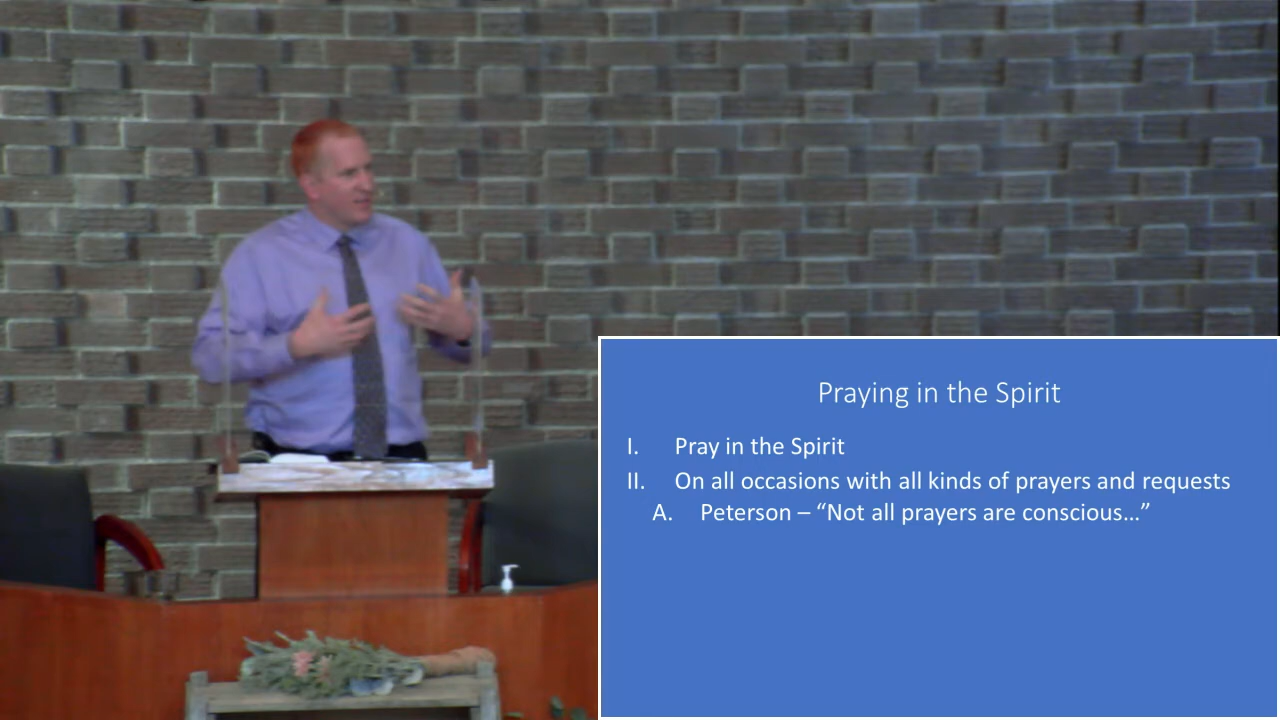 Praying in the Spirit
I. Pray in the Spirit
II. On all occasions with all kinds of prayers and requests
A. Peterson – “Not all prayers are conscious…”